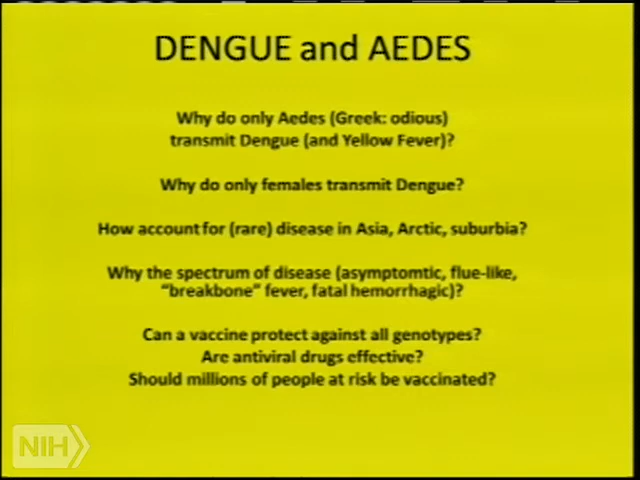 DENGUE and AEDES
Why do only Aedes (Greek: odious)
transmit Dengue (and Yellow Fever)?
Why do only females transmit Dengue?
How account for (rare) disease in Asia, Arctic, suburbia?
Why the spectrum of disease (asymptomtic, flue-like,
"breakbone" fever, fatal hemorrhagic)?
Can a vaccine protect against all genotypes?
Are antiviral drugs effective?
Should millions of people at risk be vaccinated?
NIH